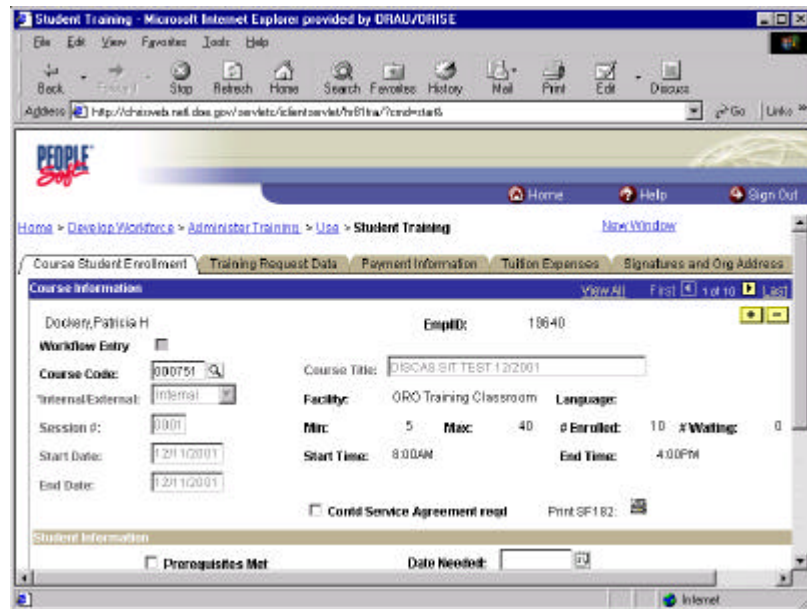 Student Training - Microsoft Internet Explorer provided by ORAU/ORISE
File Edit View Favorites Tools Help
Back Forward Stop Refresh Home Search Favorites History Mail Print Edit Discuss
Address http://chrisweb.net1.doe.gov/servlets/iclientservlet/hr81tra/?cmd=start& Go Links »
PEOPLE
Soft
Home Help Sign Out
Home > Develop Workforce > Administer Training > Use > Student Training New Window
Course Student Enrollment Training Request Data Payment Information Tuition Expenses Signatures and Org Address
Course Information View All First 1 of 10 Last
Dockery,Patricia H EmplID: 19640
Workflow Entry
Course Code: 000751 Course Title: DISCAS SIT TEST 12/2001
*Internal/External: Internal Facility: ORO Training Classroom Language:
Session #: 0001 Min: 5 Max: 40 # Enrolled: 10 # Waiting: 0
Start Date: 12/11/2001 Start Time: 8:00AM End Time: 4:00PM
End Date: 12/11/2001
Contd Service Agreement reqd Print SF182:
Student Information
Prerequisites Met Date Needed:
Internet